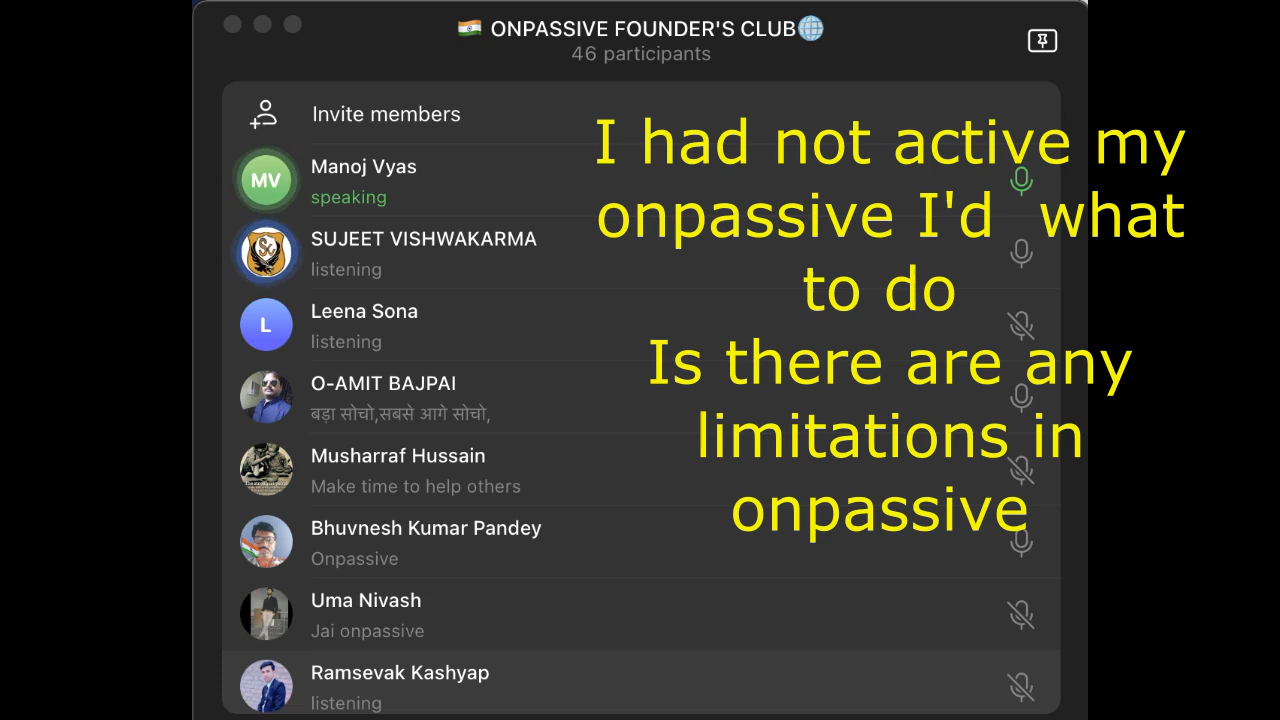 🇮🇳 ONPASSIVE FOUNDER'S CLUB🌐
46 participants
Invite members
MV
Manoj Vyas
speaking
SUJEET VISHWAKARMA
listening
L
Leena Sona
listening
O-AMIT BAJPAI
बड़ा सोचो,सबसे आगे सोचो,
Musharraf Hussain
Make time to help others
Bhuvnesh Kumar Pandey
Onpassive
Uma Nivash
Jai onpassive
Ramsevak Kashyap
listening
I had not active my
onpassive I'd what
to do
Is there are any
limitations in
onpassive